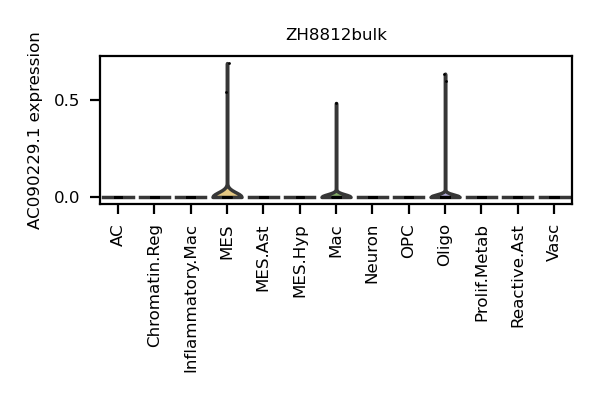 ZH8812bulk
AC090229.1 expression
0.5
0.0
AC
Chromatin.Reg
Inflammatory.Mac
MES
MES.Ast
MES.Hyp
Mac
Neuron
OPC
Oligo
Prolif.Metab
Reactive.Ast
Vasc